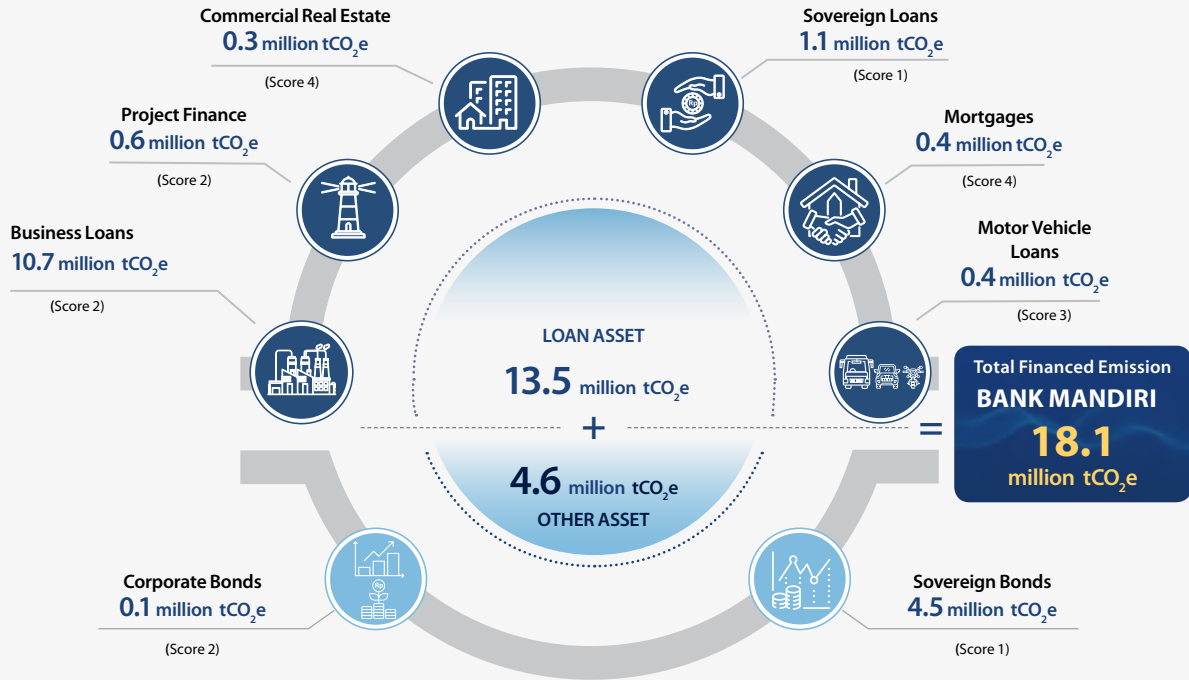 Commercial Real Estate
0.3 million tCO₂e
(Score 4)
Sovereign Loans
1.1 million tCO₂e
(Score 1)
Project Finance
0.6 million tCO₂e
(Score 2)
Mortgages
0.4 million tCO₂e
(Score 4)
Business Loans
10.7 million tCO₂e
(Score 2)
Motor Vehicle
Loans
0.4 million tCO₂e
(Score 3)
Rp
LOAN ASSET
13.5 million tCO₂e
+
4.6 million tCO₂e
OTHER ASSET
=
Total Financed Emission
BANK MANDIRI
18.1
million tCO₂e
Rp
Corporate Bonds
0.1 million tCO₂e
(Score 2)
Sovereign Bonds
4.5 million tCO₂e
(Score 1)